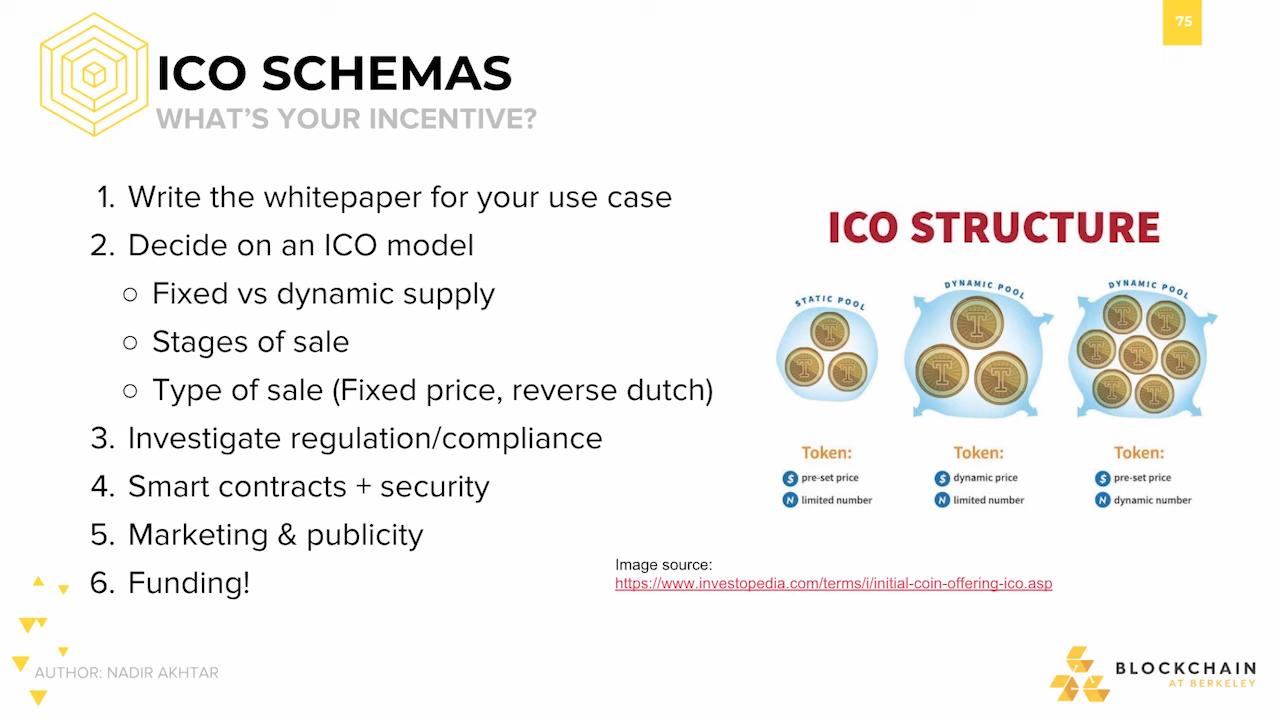 75
ICO SCHEMAS
WHAT'S YOUR INCENTIVE?
1. Write the whitepaper for your use case
2. Decide on an ICO model
○ Fixed vs dynamic supply
○ Stages of sale
○ Type of sale (Fixed price, reverse dutch)
3. Investigate regulation/compliance
4. Smart contracts + security
5. Marketing & publicity
6. Funding!
ICO STRUCTURE
STATIC POOL
T
T
T
Token:
$ pre-set price
N limited number
DYNAMIC POOL
T
T
T
Token:
$ dynamic price
N limited number
DYNAMIC POOL
T
T
T
T
T
T
T
Token:
$ pre-set price
N dynamic number
Image source:
https://www.investopedia.com/terms/i/initial-coin-offering-ico.asp
AUTHOR: NADIR AKHTAR
BLOCKCHAIN
AT BERKELEY